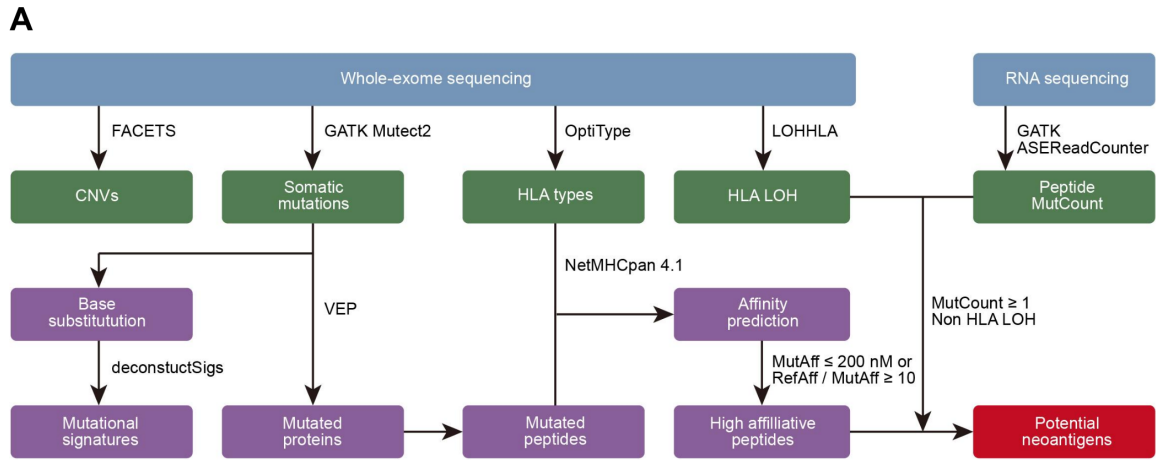 A
Whole-exome sequencing
RNA sequencing
FACETS
GATK Mutect2
OptiType
LOHHLA
GATK
ASEReadCounter
CNVs
Somatic
mutations
HLA types
HLA LOH
Peptide
MutCount
NetMHCpan 4.1
Base
substitutution
VEP
Affinity
prediction
MutCount ≥ 1
Non HLA LOH
deconstuctSigs
MutAff ≤ 200 nM or
RefAff / MutAff ≥ 10
Mutational
signatures
Mutated
proteins
Mutated
peptides
High affilliative
peptides
Potential
neoantigens